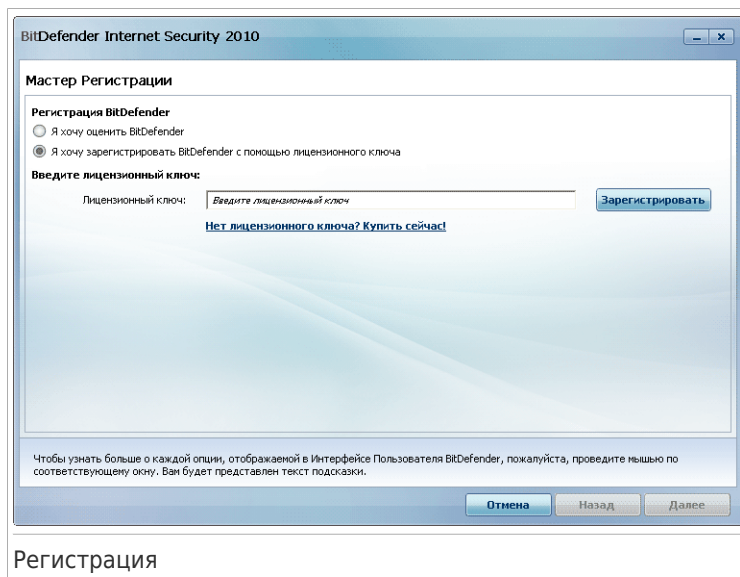 BitDefender Internet Security 2010
Мастер Регистрации
Регистрация BitDefender
Я хочу оценить BitDefender
Я хочу зарегистрировать BitDefender с помощью лицензионного ключа
Введите лицензионный ключ:
Лицензионный ключ: Введите лицензионный ключ Зарегистрировать
Нет лицензионного ключа? Купить сейчас!
Чтобы узнать больше о каждой опции, отображаемой в Интерфейсе Пользователя BitDefender, пожалуйста, проведите мышью по
соответствующему окну. Вам будет представлен текст подсказки.
Отмена Назад Далее
Регистрация